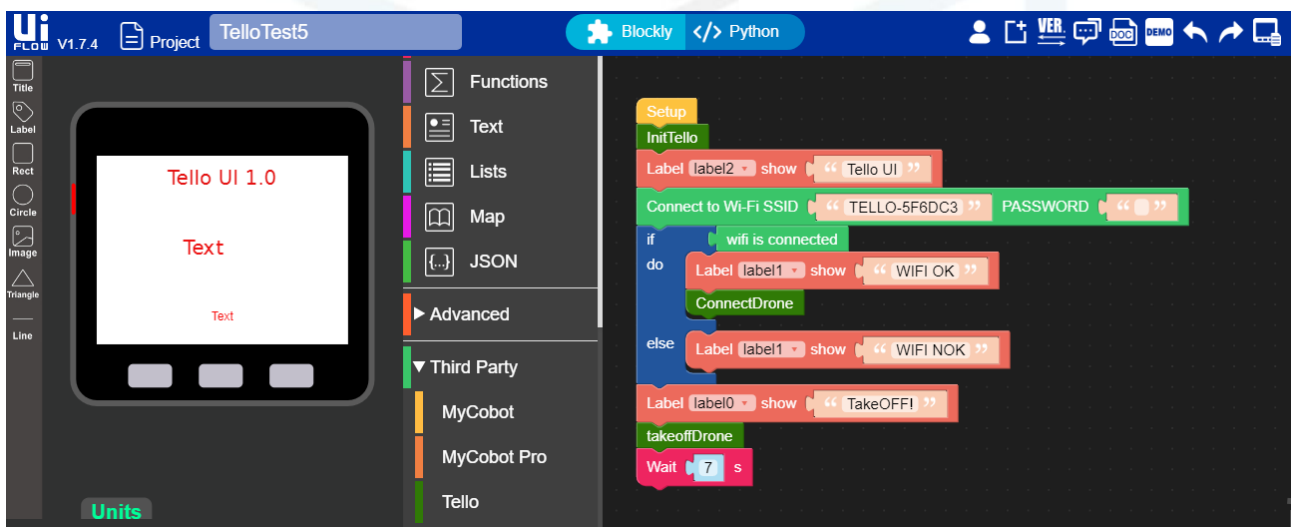 Ui FLOW V1.7.4 Project TelloTest5 Blockly </> Python VER. DOC DEMO
Title
Label
Rect
Circle
Image
Triangle
Line
Tello UI 1.0
Text
Text
Units
Functions
Text
Lists
Map
{...} JSON
Advanced
Third Party
MyCobot
MyCobot Pro
Tello
Setup
InitTello
Label label2 show “ Tello UI ”
Connect to Wi-Fi SSID “ TELLO-5F6DC3 ” PASSWORD “ ”
if wifi is connected
do Label label1 show “ WIFI OK ”
ConnectDrone
else Label label1 show “ WIFI NOK ”
Label label0 show “ TakeOFF! ”
takeoffDrone
Wait 7 s